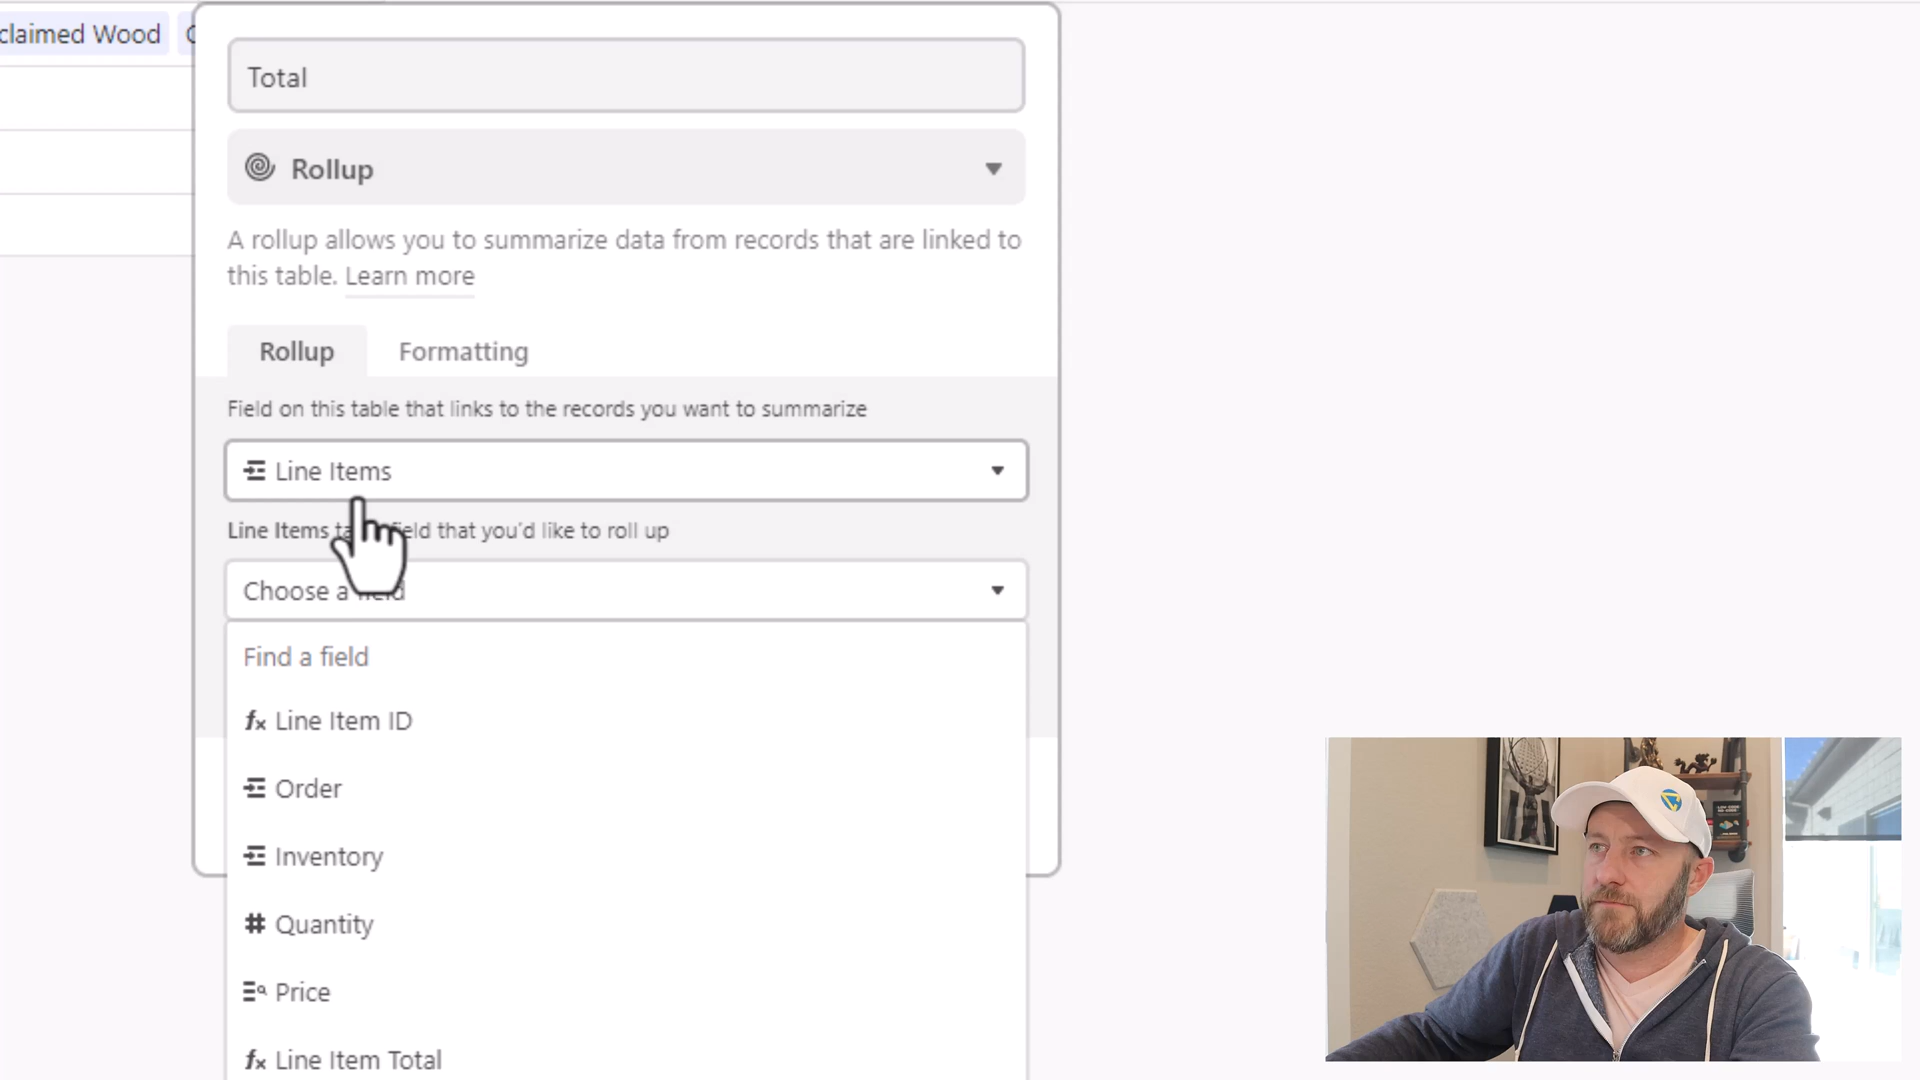 claimed Wood
Total
Rollup
A rollup allows you to summarize data from records that are linked to
this table. Learn more
Rollup Formatting
Field on this table that links to the records you want to summarize
Line Items
Line Items field that you'd like to roll up
Choose a field
Find a field
Line Item ID
Order
Inventory
# Quantity
Price
Line Item Total